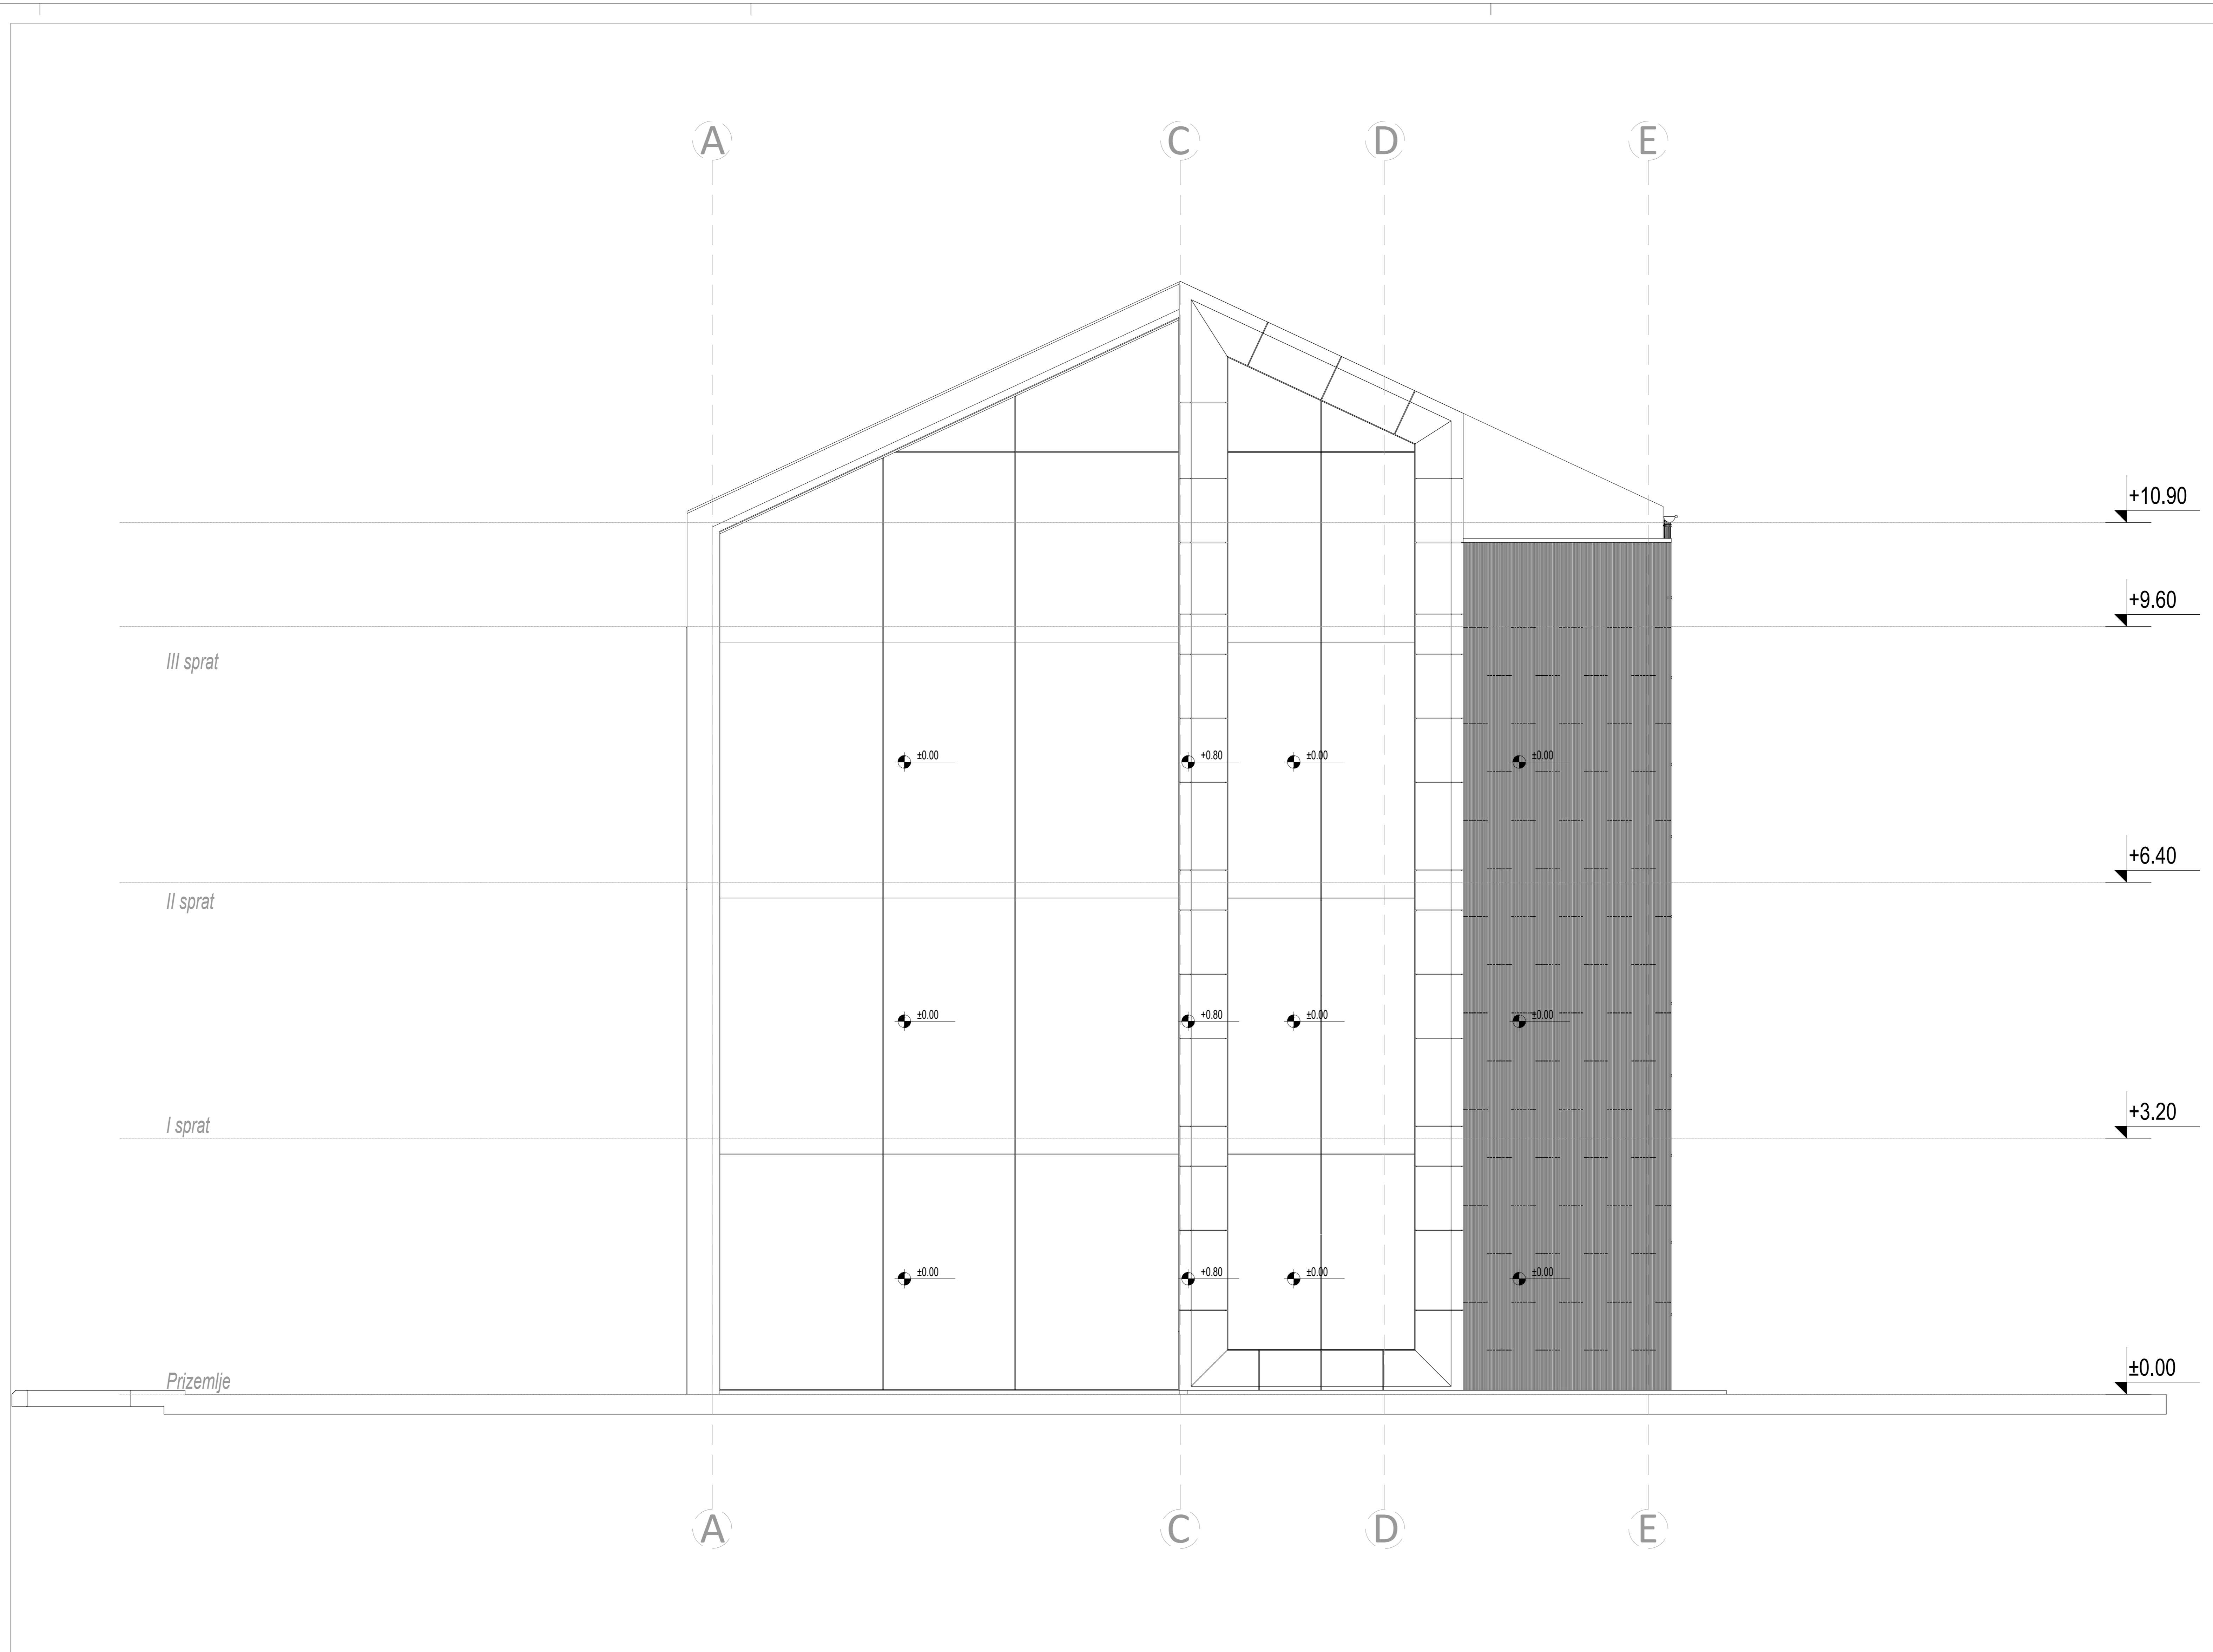 A C D E
+10.90
+9.60
III sprat
±0.00 +0.80 ±0.00 ±0.00
+6.40
II sprat
±0.00 +0.80 ±0.00 ±0.00
+3.20
I sprat
±0.00 +0.80 ±0.00 ±0.00
±0.00
Prizemlje
A C D E